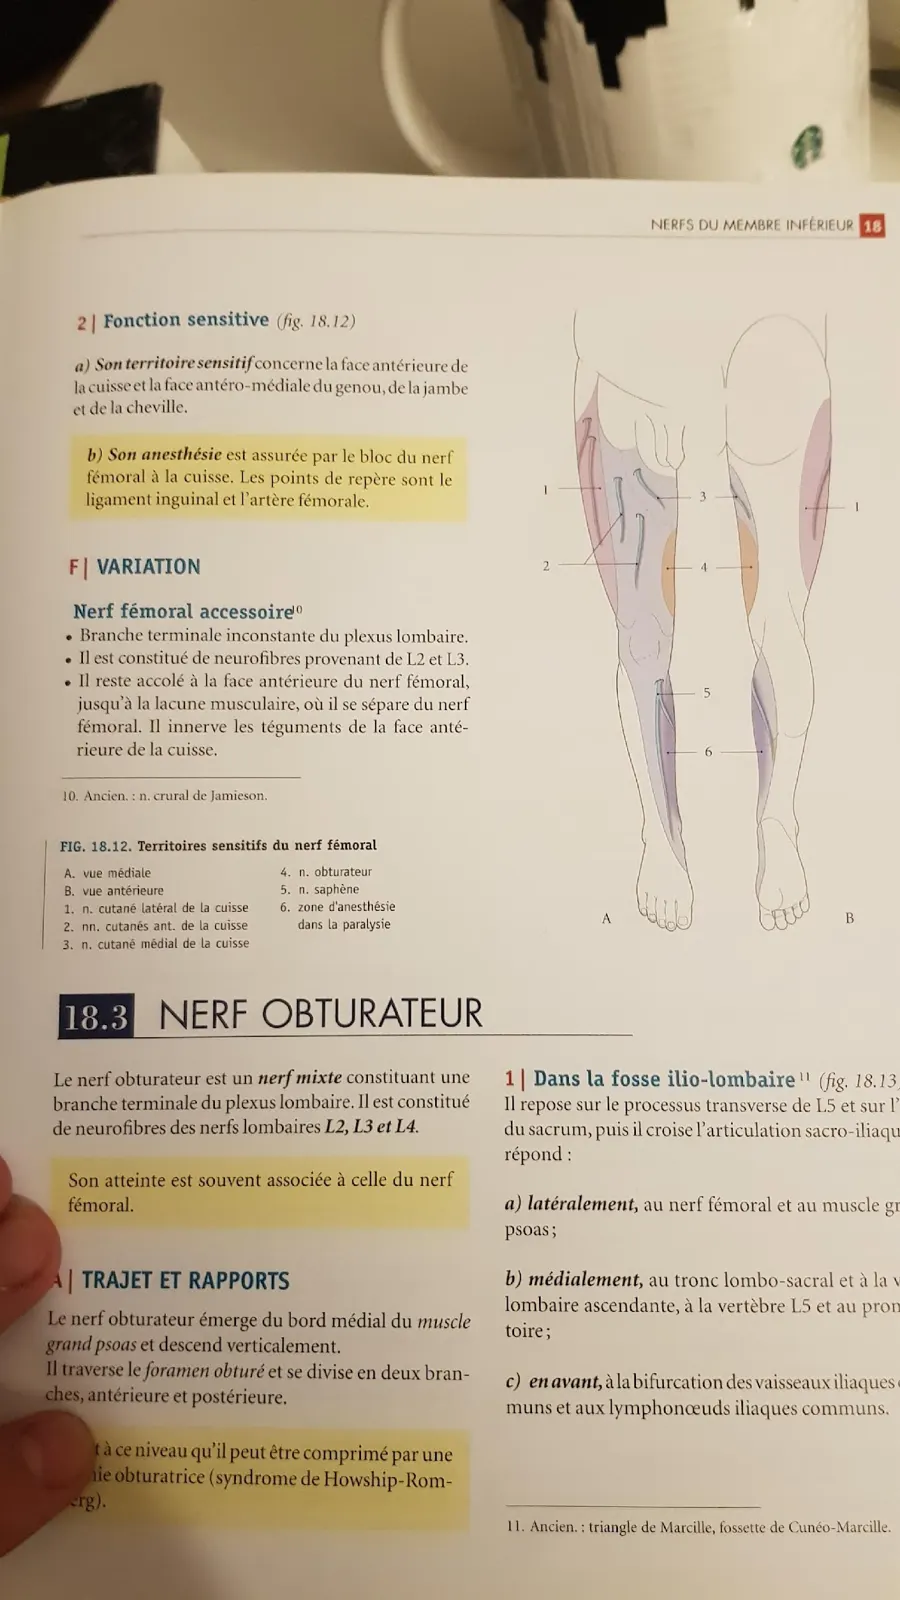 NERFS DU MEMBRE INFÉRIEUR 18
2| Fonction sensitive (fig. 18.12)
a) Son territoire sensitif concerne la face antérieure de
la cuisse et la face antéro-médiale du genou, de la jambe
et de la cheville.
b) Son anesthésie est assurée par le bloc du nerf
fémoral à la cuisse. Les points de repère sont le
ligament inguinal et l'artère fémorale.
F| VARIATION
Nerf fémoral accessoire10
• Branche terminale inconstante du plexus lombaire.
• Il est constitué de neurofibres provenant de L2 et L3.
• Il reste accolé à la face antérieure du nerf fémoral,
jusqu'à la lacune musculaire, où il se sépare du nerf
fémoral. Il innerve les téguments de la face anté-
rieure de la cuisse.
10. Ancien. : n. crural de Jamieson.
FIG. 18.12. Territoires sensitifs du nerf fémoral
A. vue médiale
B. vue antérieure
1. n. cutané latéral de la cuisse
2. nn. cutanés ant. de la cuisse
3. n. cutané médial de la cuisse
4. n. obturateur
5. n. saphène
6. zone d'anesthésie
dans la paralysie
1
2
3
4
5
6
1
A
B
18.3 NERF OBTURATEUR
Le nerf obturateur est un nerf mixte constituant une
branche terminale du plexus lombaire. Il est constitué
de neurofibres des nerfs lombaires L2, L3 et L4.
Son atteinte est souvent associée à celle du nerf
fémoral.
A| TRAJET ET RAPPORTS
Le nerf obturateur émerge du bord médial du muscle
grand psoas et descend verticalement.
Il traverse le foramen obturé et se divise en deux bran-
ches, antérieure et postérieure.
à ce niveau qu'il peut être comprimé par une
obturatrice (syndrome de Howship-Rom-
erg).
1| Dans la fosse ilio-lombaire 11 (fig. 18.13
Il repose sur le processus transverse de L5 et sur l'
du sacrum, puis il croise l'articulation sacro-iliaqu
répond :
a) latéralement, au nerf fémoral et au muscle gr
psoas;
b) médialement, au tronc lombo-sacral et à la v
lombaire ascendante, à la vertèbre L5 et au pron
toire;
c) en avant, à la bifurcation des vaisseaux iliaques
muns et aux lymphonœuds iliaques communs.
11. Ancien. : triangle de Marcille, fossette de Cunéo-Marcille.